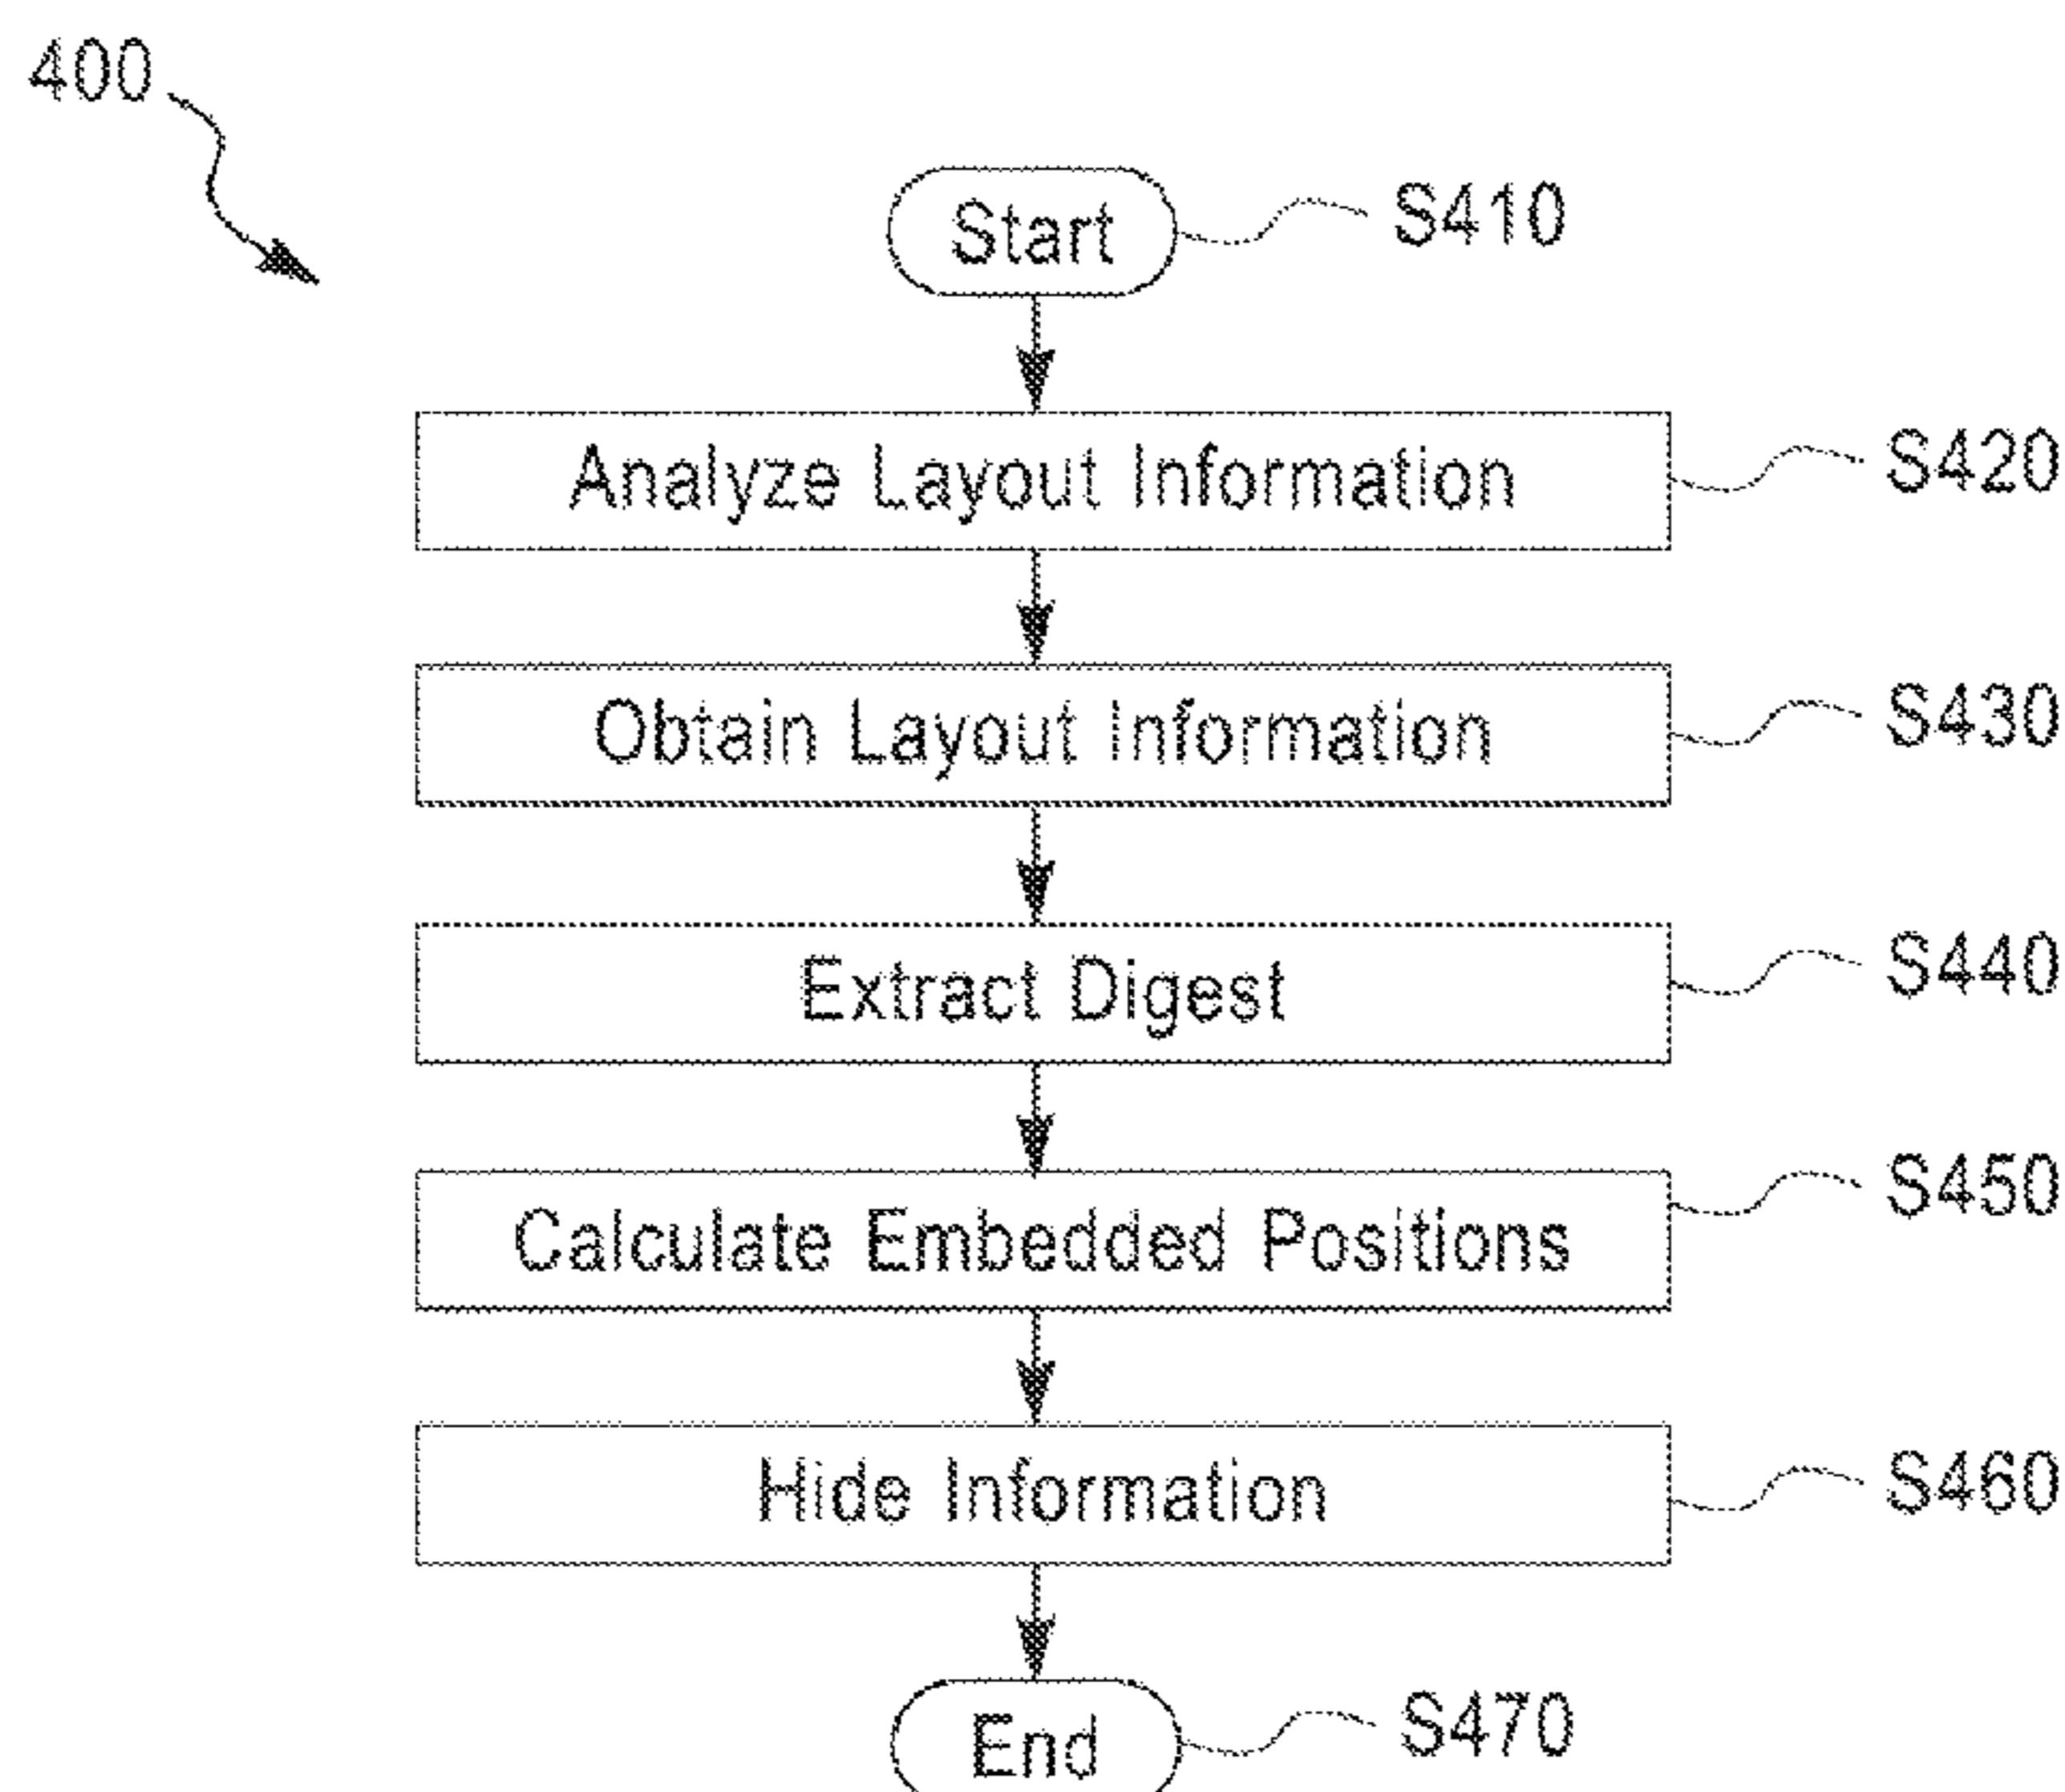 400
Start S410
Analyze Layout Information S420
Obtain Layout Information S430
Extract Digest S440
Calculate Embedded Positions S450
Hide Information S460
End S470